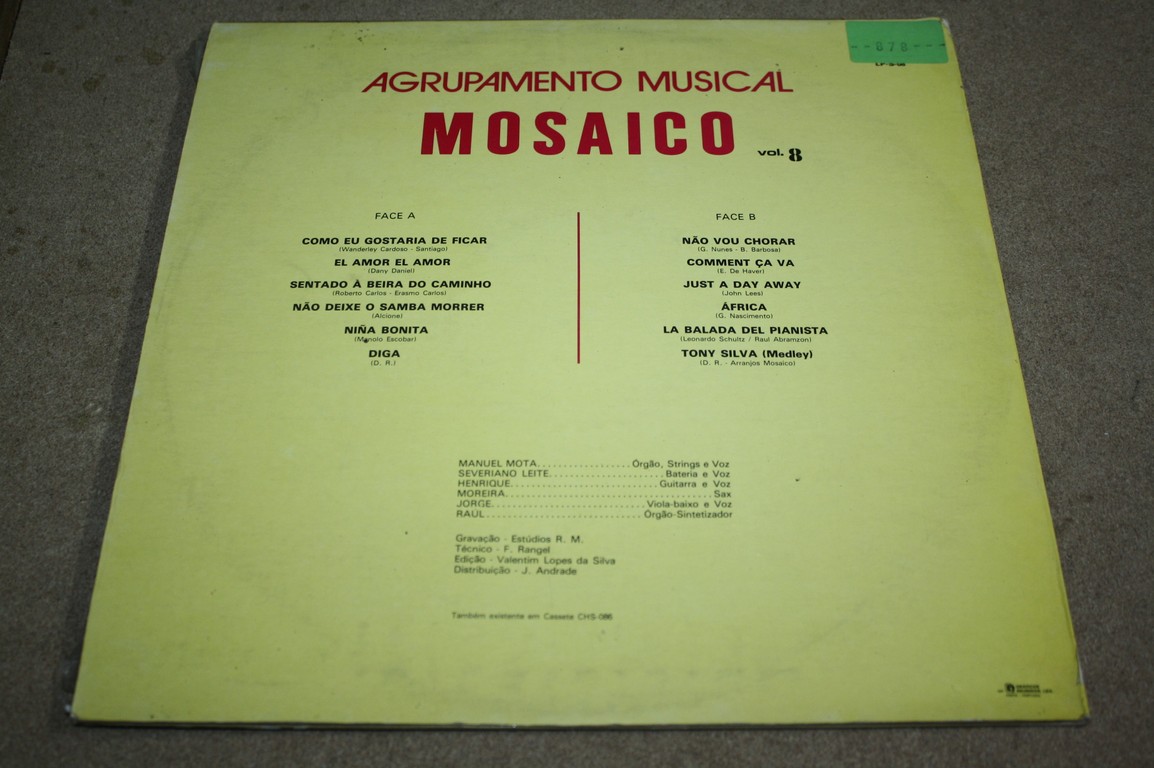 --878---
AGRUPAMENTO MUSICAL
MOSAICO vol. 8
FACE A
COMO EU GOSTARIA DE FICAR
(Wanderley Cardoso - Santiago)
EL AMOR EL AMOR
(Dany Daniel)
SENTADO À BEIRA DO CAMINHO
(Roberto Carlos - Erasmo Carlos)
NÃO DEIXE O SAMBA MORRER
(Alcione)
NIÑA BONITA
(Manolo Escobar)
DIGA
(D. R.)
FACE B
NÃO VOU CHORAR
(G. Nunes - B. Barbosa)
COMMENT ÇA VA
(E. De Haver)
JUST A DAY AWAY
(John Lees)
ÁFRICA
(G. Nascimento)
LA BALADA DEL PIANISTA
(Leonardo Schultz / Raul Abramzon)
TONY SILVA (Medley)
(D. R. - Arranjos Mosaico)
MANUEL MOTA.................Órgão, Strings e Voz
SEVERIANO LEITE.....................Bateria e Voz
HENRIQUE...........................Guitarra e Voz
MOREIRA......................................Sax
JORGE............................Viola-baixo e Voz
RAUL............................Órgão-Sintetizador
Gravação - Estúdios R. M.
Técnico - F. Rangel
Edição - Valentim Lopes da Silva
Distribuição - J. Andrade
Também existente em Cassete CHS-086